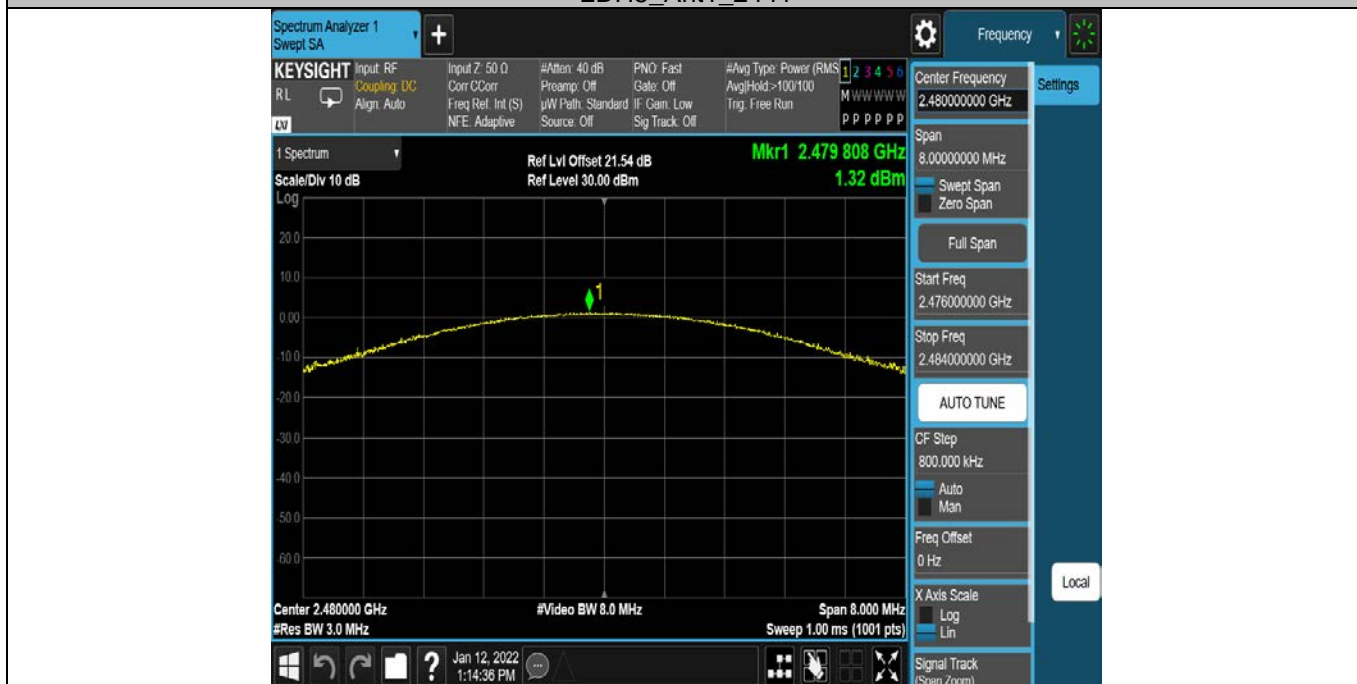 Spectrum Analyzer 1
Swept SA
+
Frequency
KEYSIGHT
RL
LXI
Input: RF
Coupling: DC
Align: Auto
Input Z: 50 Ω
Corr CCorr
Freq Ref: Int (S)
NFE: Adaptive
#Atten: 40 dB
Preamp: Off
µW Path: Standard
Source: Off
PNO: Fast
Gate: Off
IF Gain: Low
Sig Track: Off
#Avg Type: Power (RMS
Avg|Hold:>100/100
Trig: Free Run
1 2 3 4 5 6
M W W W W W
P P P P P P
1 Spectrum
Scale/Div 10 dB
Log
Ref Lvl Offset 21.54 dB
Ref Level 30.00 dBm
Mkr1 2.479 808 GHz
1.32 dBm
20.0
10.0
1
0.00
-10.0
-20.0
-30.0
-40.0
-50.0
-60.0
Center 2.480000 GHz
#Res BW 3.0 MHz
#Video BW 8.0 MHz
Span 8.000 MHz
Sweep 1.00 ms (1001 pts)
Center Frequency
2.480000000 GHz
Settings
Span
8.00000000 MHz
Swept Span
Zero Span
Full Span
Start Freq
2.476000000 GHz
Stop Freq
2.484000000 GHz
AUTO TUNE
CF Step
800.000 kHz
Auto
Man
Freq Offset
0 Hz
Local
X Axis Scale
Log
Lin
Signal Track
(Span Zoom)
?
Jan 12, 2022
1:14:36 PM